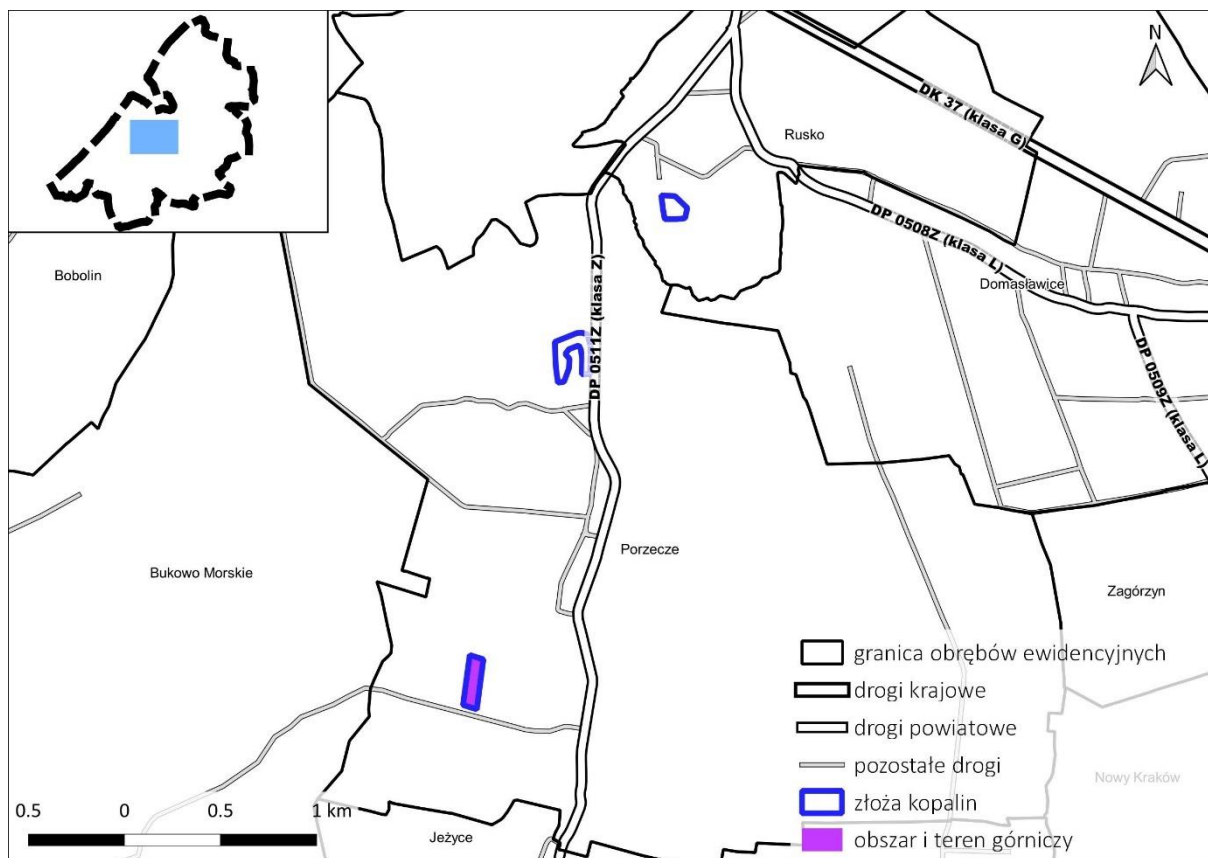 N
DK 37 (klasa G)
Rusko
DP 0508Z (klasa L)
Bobolin
Domasławice
DP 0511Z (klasa Z)
DP 0509Z (klasa L)
Porzecze
Bukowo Morskie
Zagórzyn
granica obrębów ewidencyjnych
drogi krajowe
drogi powiatowe
pozostałe drogi
Nowy Kraków
złoża kopalin
obszar i teren górniczy
0.5 0 0.5 1 km
Jeżyce